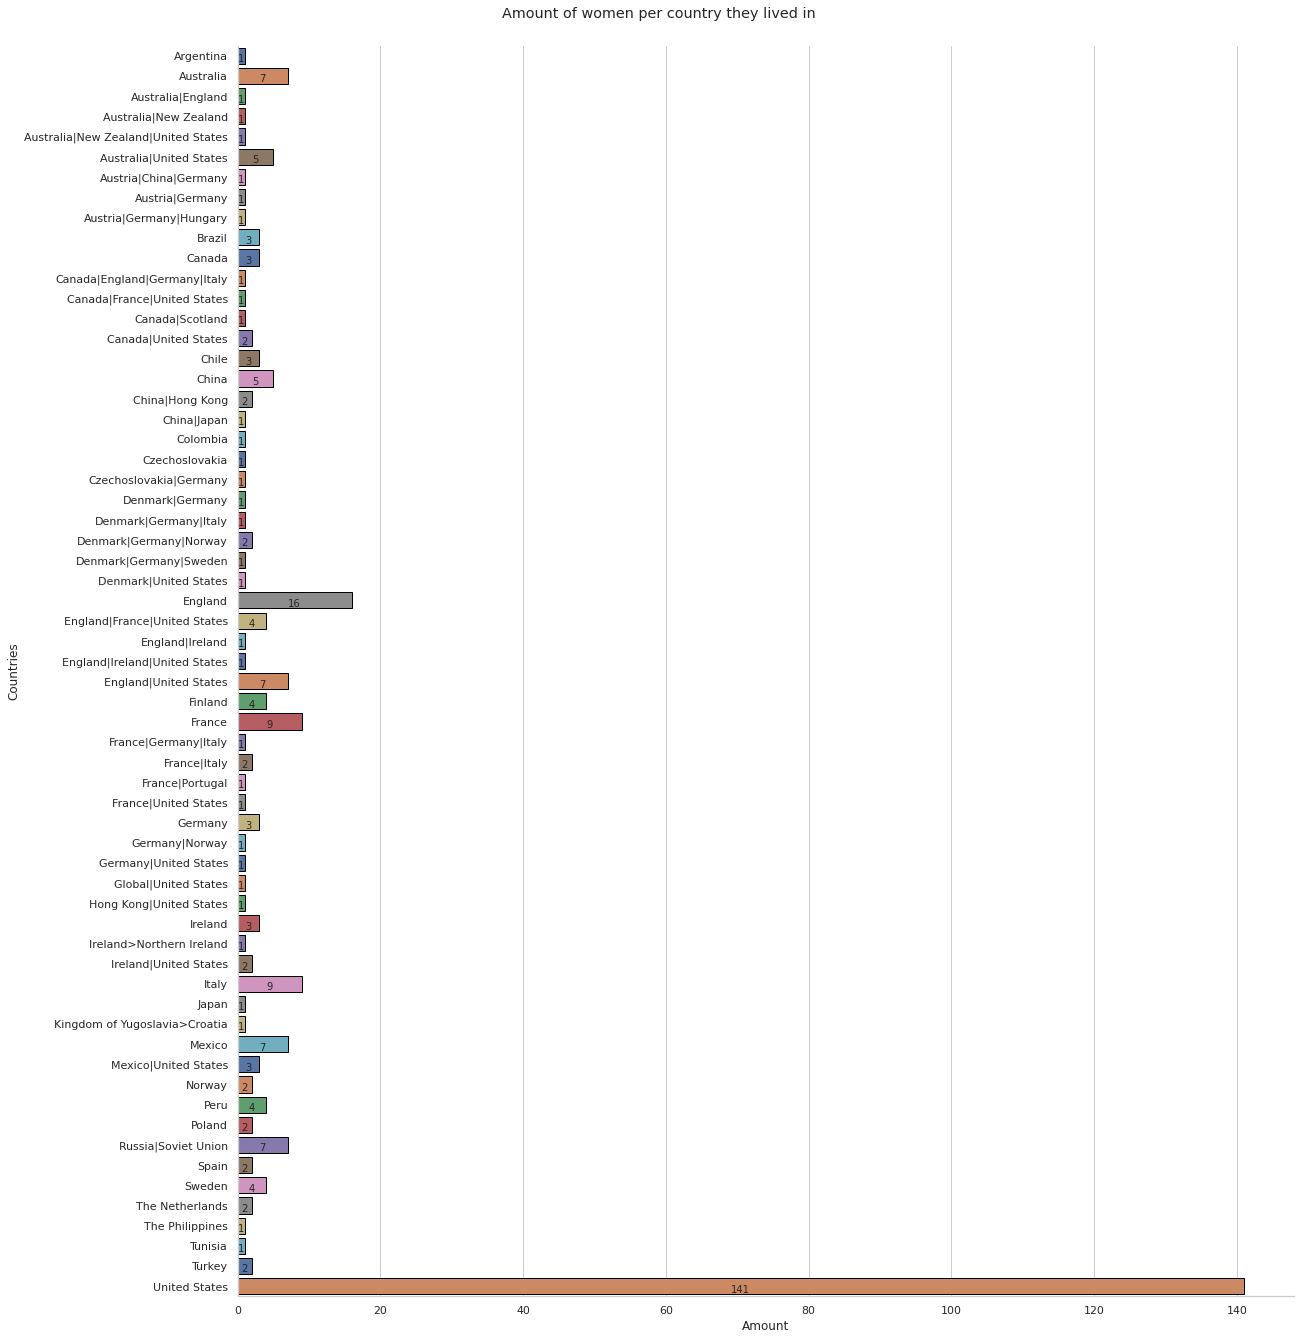 Amount of women per country they lived in
Countries
Argentina 1
Australia 7
Australia|England 1
Australia|New Zealand 1
Australia|New Zealand|United States 1
Australia|United States 5
Austria|China|Germany 1
Austria|Germany 1
Austria|Germany|Hungary 1
Brazil 3
Canada 3
Canada|England|Germany|Italy 1
Canada|France|United States 1
Canada|Scotland 1
Canada|United States 2
Chile 3
China 5
China|Hong Kong 2
China|Japan 1
Colombia 1
Czechoslovakia 1
Czechoslovakia|Germany 1
Denmark|Germany 1
Denmark|Germany|Italy 1
Denmark|Germany|Norway 2
Denmark|Germany|Sweden 1
Denmark|United States 1
England 16
England|France|United States 4
England|Ireland 1
England|Ireland|United States 1
England|United States 7
Finland 4
France 9
France|Germany|Italy 1
France|Italy 2
France|Portugal 1
France|United States 1
Germany 3
Germany|Norway 1
Germany|United States 1
Global|United States 1
Hong Kong|United States 1
Ireland 3
Ireland>Northern Ireland 1
Ireland|United States 2
Italy 9
Japan 1
Kingdom of Yugoslavia>Croatia 1
Mexico 7
Mexico|United States 3
Norway 2
Peru 4
Poland 2
Russia|Soviet Union 7
Spain 2
Sweden 4
The Netherlands 2
The Philippines 1
Tunisia 1
Turkey 2
United States 141
0 20 40 60 80 100 120 140
Amount